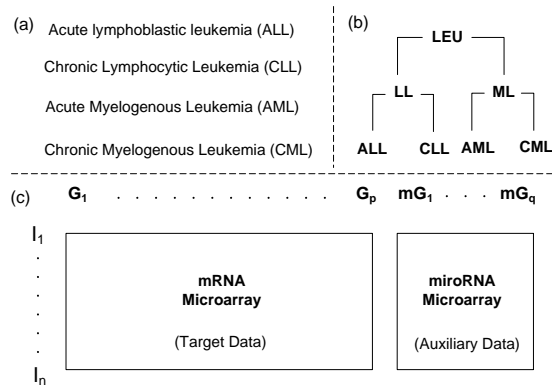 (a)
Acute lymphoblastic leukemia (ALL)
Chronic Lymphocytic Leukemia (CLL)
Acute Myelogenous Leukemia (AML)
Chronic Myelogenous Leukemia (CML)
(b)
LEU
LL ML
ALL CLL AML CML
(c)
G1 . . . . . . . . . . . . Gp mG1 . . . mGq
I1
.
.
.
.
.
.
In
mRNA
Microarray
(Target Data)
miroRNA
Microarray
(Auxiliary Data)